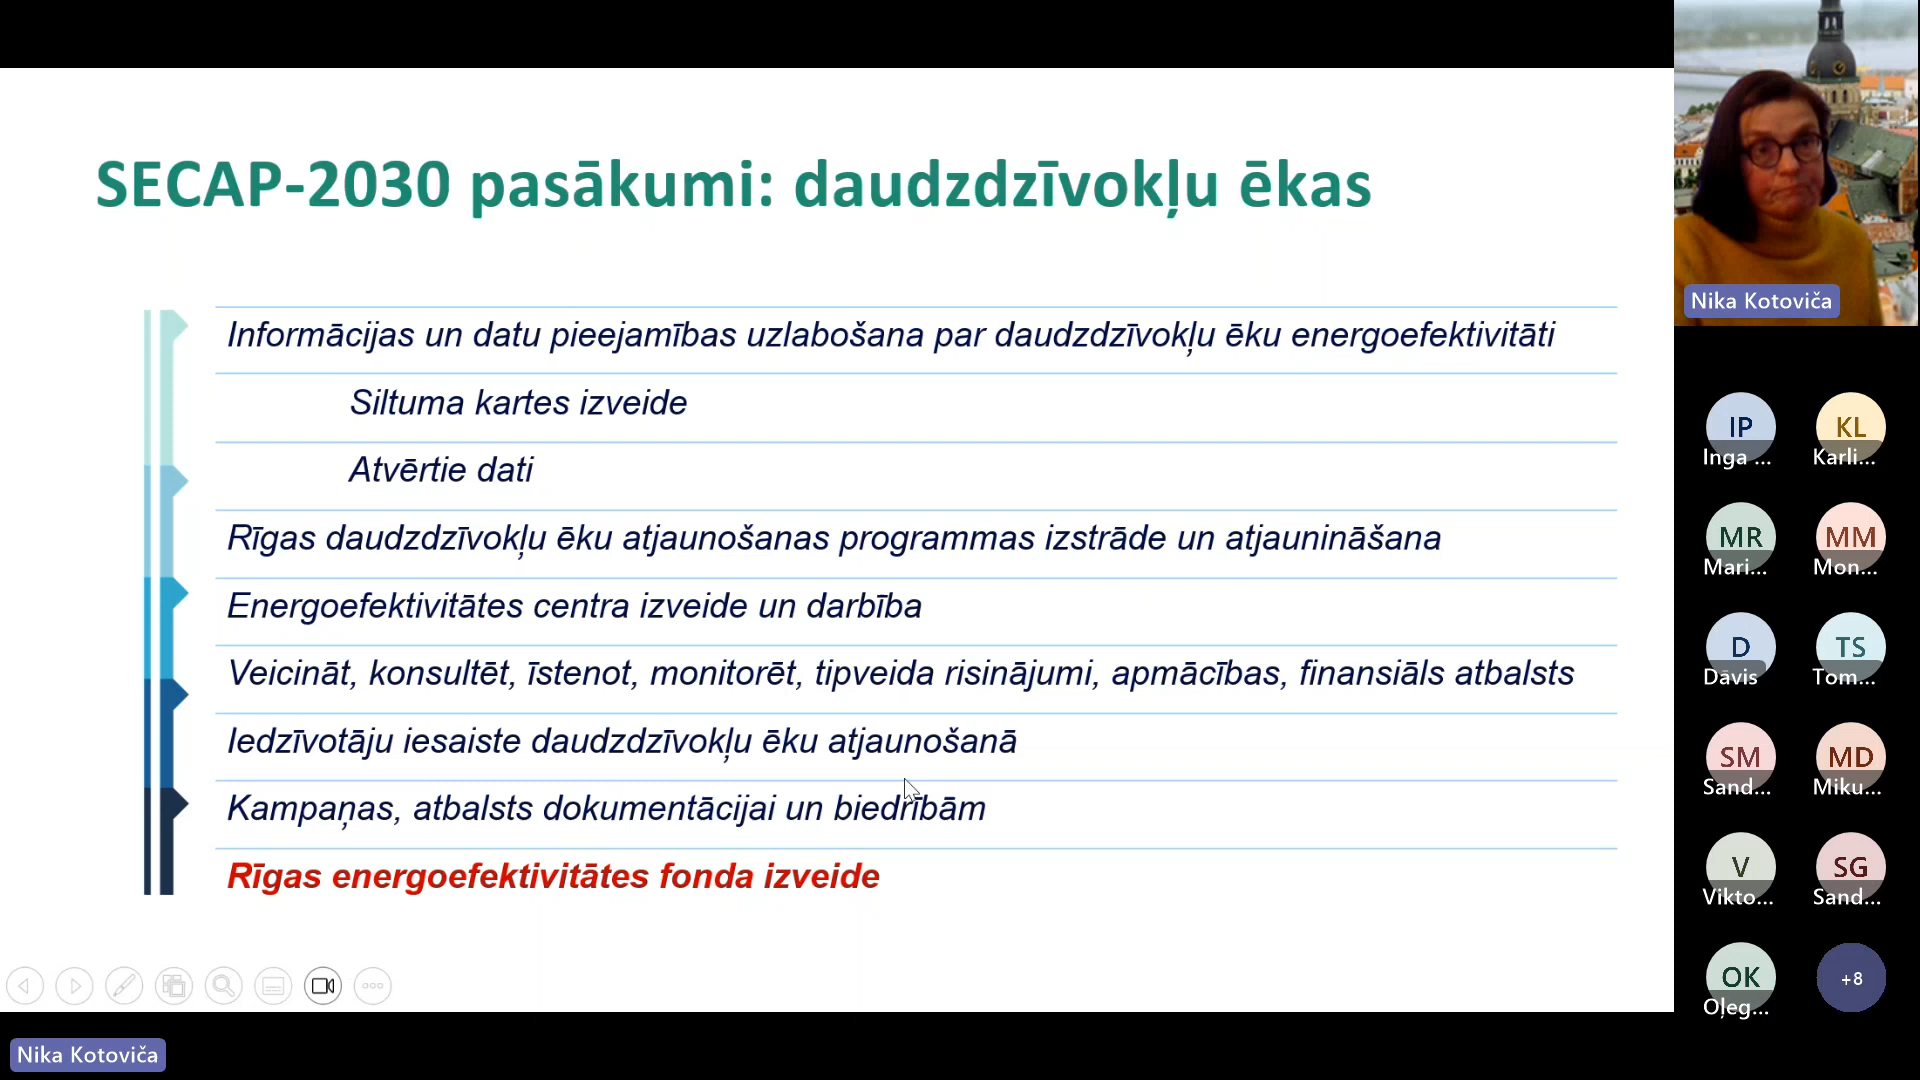 SECAP-2030 pasākumi: daudzdzīvokļu ēkas
Informācijas un datu pieejamības uzlabošana par daudzdzīvokļu ēku energoefektivitāti
Siltuma kartes izveide
Atvērtie dati
Rīgas daudzdzīvokļu ēku atjaunošanas programmas izstrāde un atjaunināšana
Energoefektivitātes centra izveide un darbība
Veicināt, konsultēt, īstenot, monitorēt, tipveida risinājumi, apmācības, finansiāls atbalsts
Iedzīvotāju iesaiste daudzdzīvokļu ēku atjaunošanā
Kampaņas, atbalsts dokumentācijai un biedrībām
Rīgas energoefektivitātes fonda izveide
Nika Kotoviča
Nika Kotoviča
IP
Inga ...
KL
Karli...
MR
Mari...
MM
Mon...
D
Dāvis
TS
Tom...
SM
Sand...
MD
Miku...
V
Vikto...
SG
Sand...
OK
Oļeg...
+8